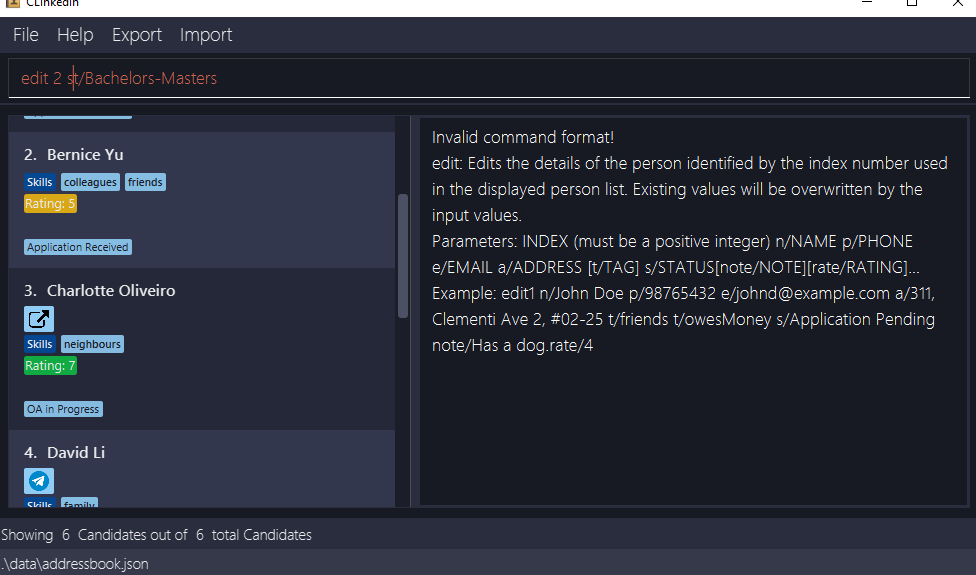 CLinkedIn
File Help Export Import
edit 2 st/Bachelors-Masters
2. Bernice Yu
Skills colleagues friends
Rating: 5
Application Received
3. Charlotte Oliveiro
Skills neighbours
Rating: 7
OA in Progress
4. David Li
Skills family
Invalid command format!
edit: Edits the details of the person identified by the index number used
in the displayed person list. Existing values will be overwritten by the
input values.
Parameters: INDEX (must be a positive integer) n/NAME p/PHONE
e/EMAIL a/ADDRESS [t/TAG] s/STATUS[note/NOTE][rate/RATING]...
Example: edit1 n/John Doe p/98765432 e/johnd@example.com a/311,
Clementi Ave 2, #02-25 t/friends t/owesMoney s/Application Pending
note/Has a dog.rate/4
Showing 6 Candidates out of 6 total Candidates
.\data\addressbook.json